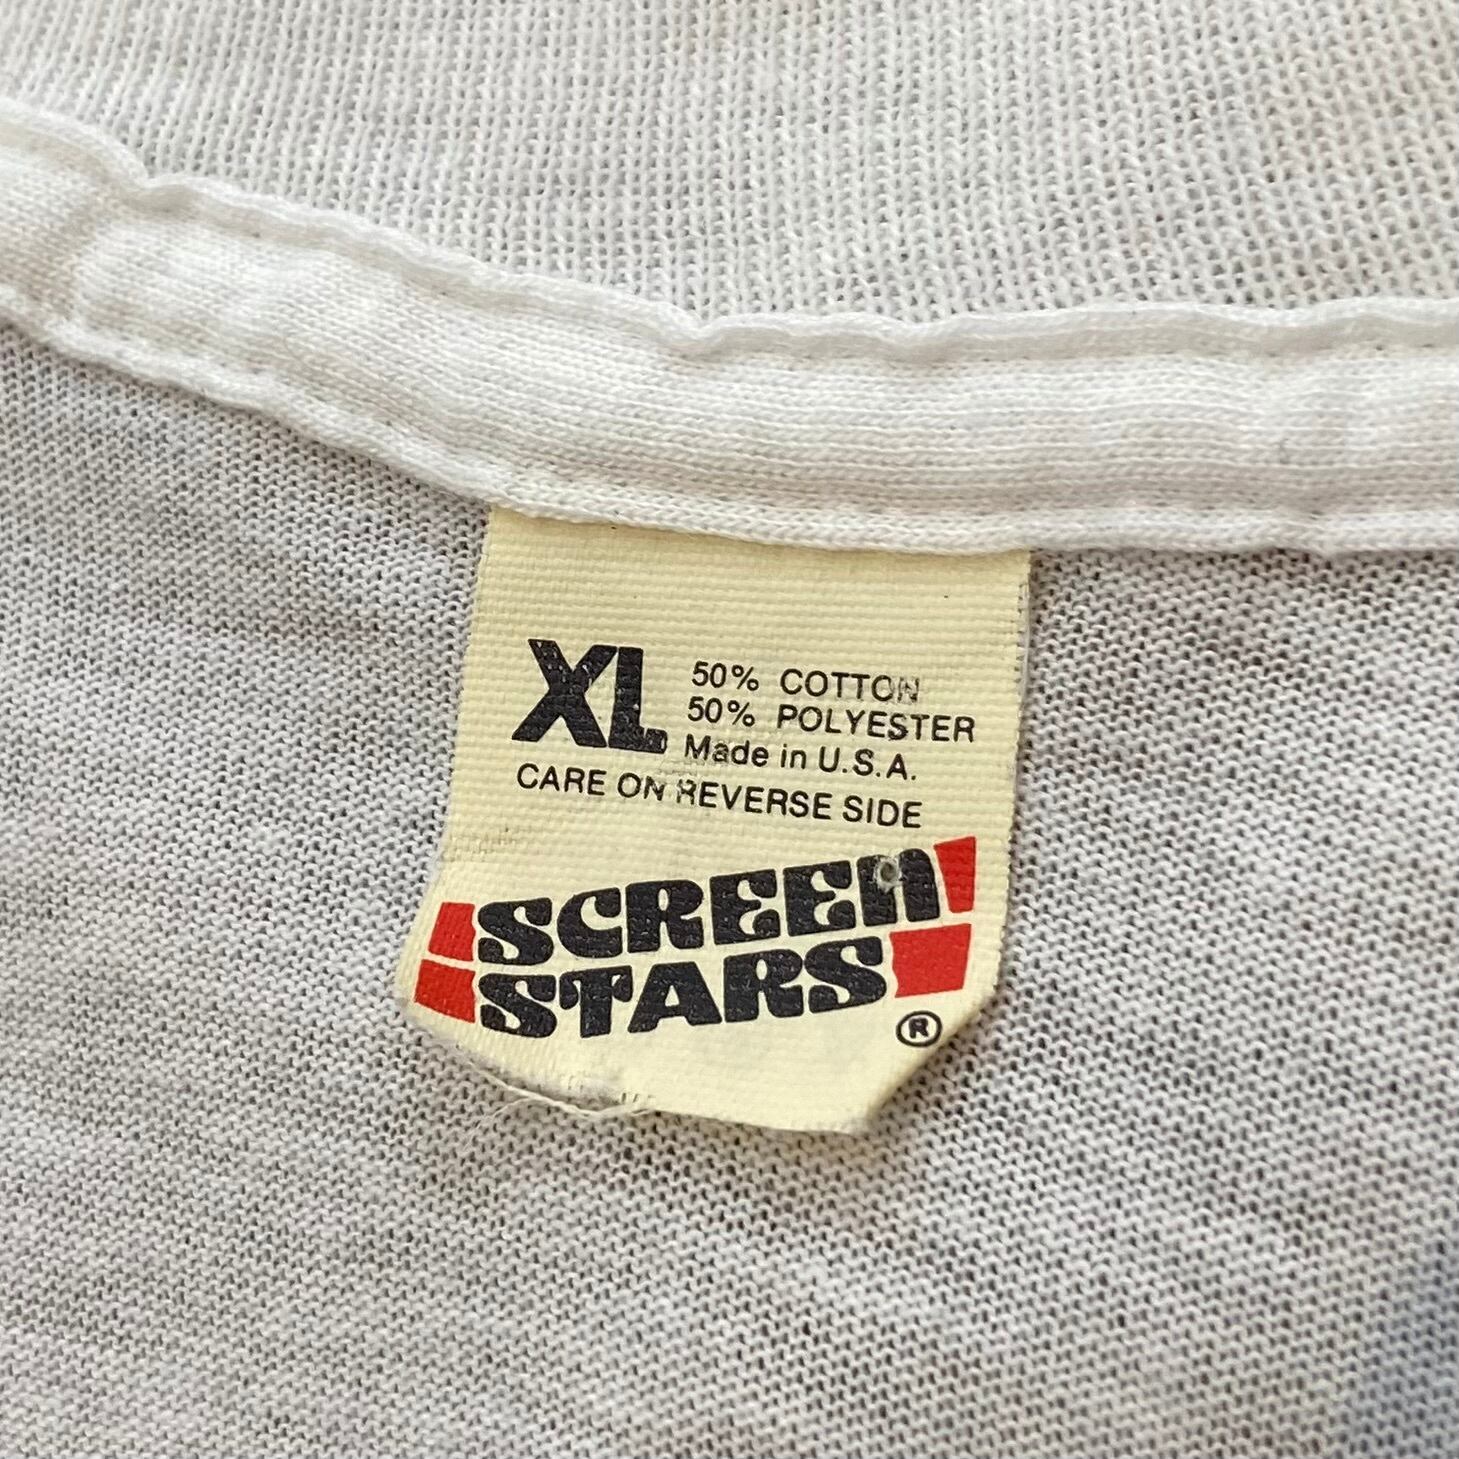 XL
50% COTTON
50% POLYESTER
Made in U.S.A.
CARE ON REVERSE SIDE
SCREEN
STARS
®